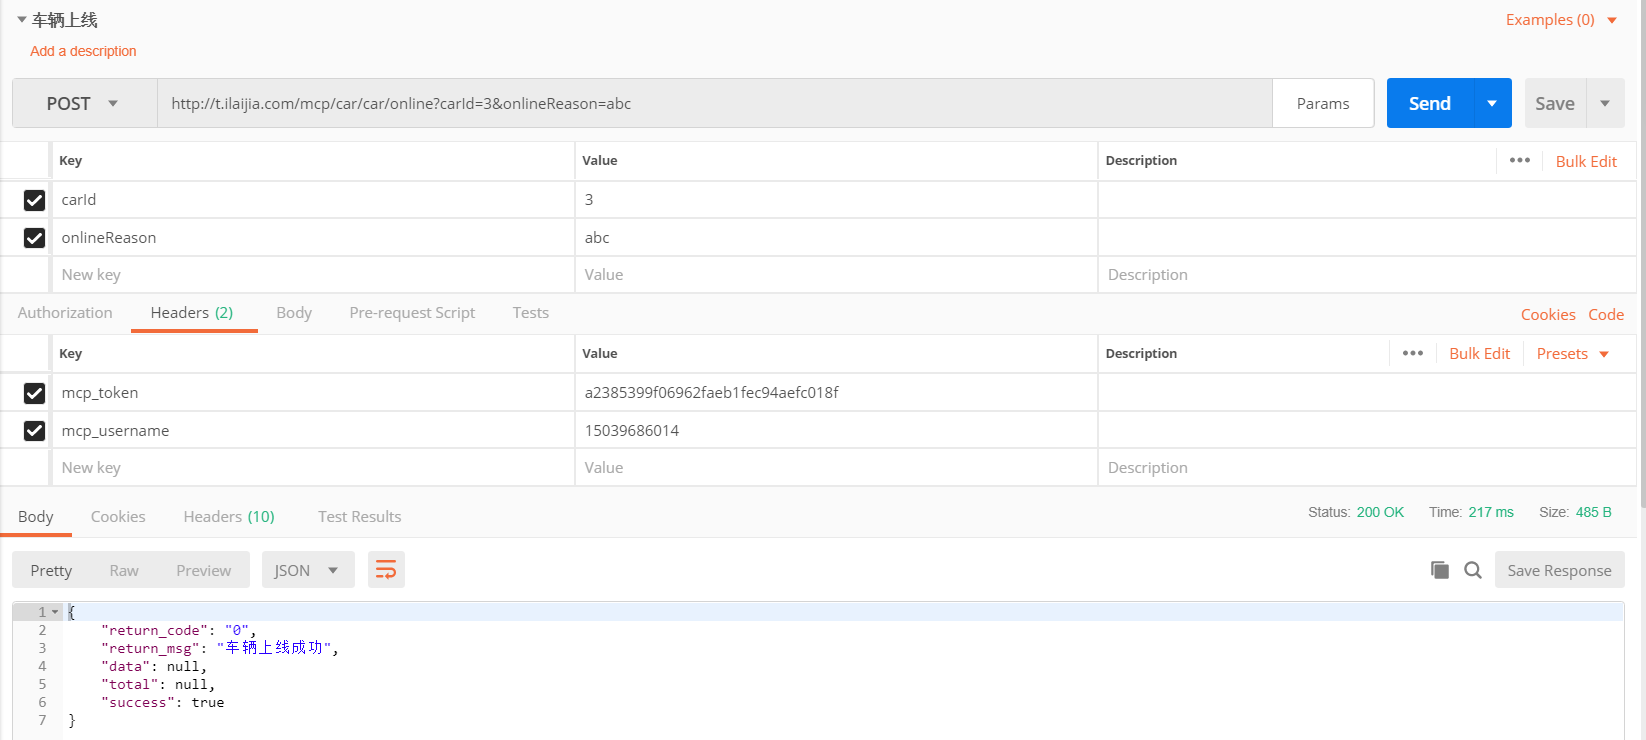 车辆上线
Examples (0)
Add a description
POST
http://t.ilaijia.com/mcp/car/car/online?carId=3&onlineReason=abc
Params
Send
Save
Key Value Description ••• Bulk Edit
carId 3
onlineReason abc
New key Value Description
Authorization Headers (2) Body Pre-request Script Tests Cookies Code
Key Value Description ••• Bulk Edit Presets
mcp_token a2385399f06962faeb1fec94aefc018f
mcp_username 15039686014
New key Value Description
Body Cookies Headers (10) Test Results Status: 200 OK Time: 217 ms Size: 485 B
Pretty Raw Preview JSON Save Response
1 {
2 "return_code": "0",
3 "return_msg": "车辆上线成功",
4 "data": null,
5 "total": null,
6 "success": true
7 }